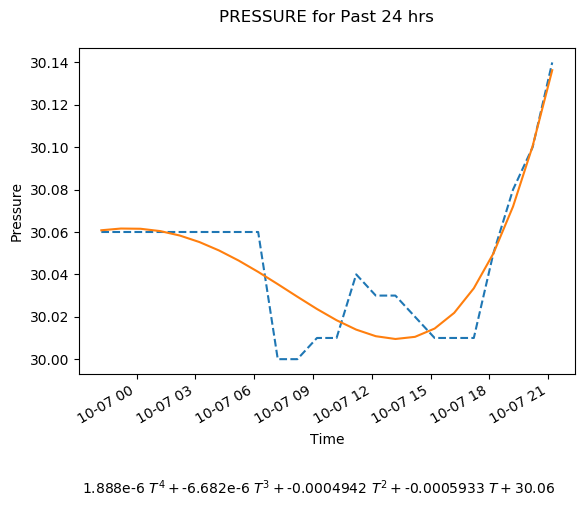 PRESSURE for Past 24 hrs
30.14
30.12
30.10
30.08
30.06
30.04
30.02
30.00
Pressure
10-07 00 10-07 03 10-07 06 10-07 09 10-07 12 10-07 15 10-07 18 10-07 21
Time
1.888e-6 T⁴ + -6.682e-6 T³ + -0.0004942 T² + -0.0005933 T + 30.06